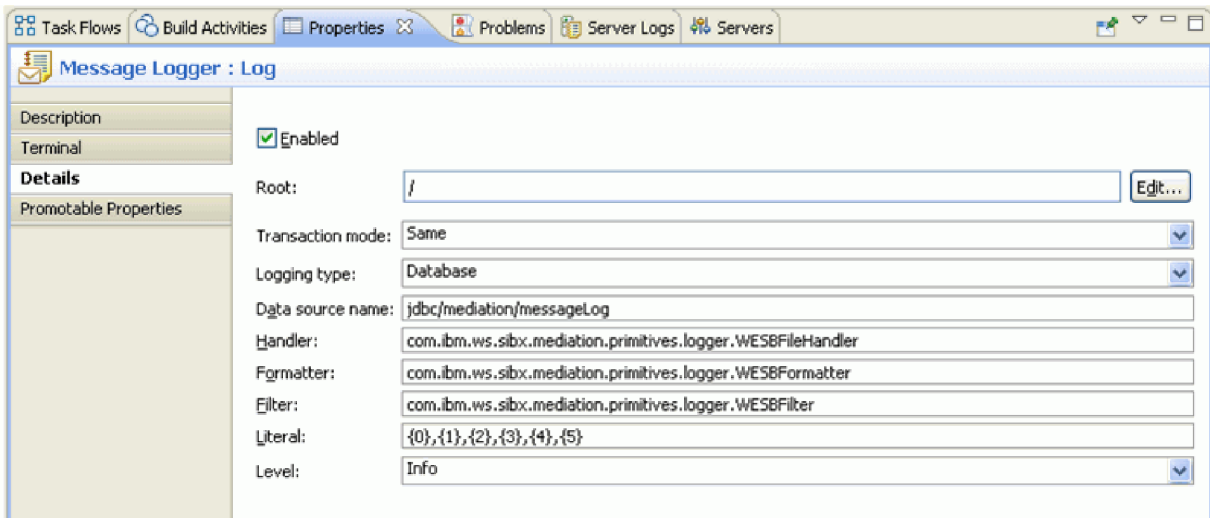 Task Flows Build Activities Properties Problems Server Logs Servers
Message Logger : Log
Description
Terminal
Details
Promotable Properties
Enabled
Root: / Edit...
Transaction mode: Same
Logging type: Database
Data source name: jdbc/mediation/messageLog
Handler: com.ibm.ws.sibx.mediation.primitives.logger.WESBFileHandler
Formatter: com.ibm.ws.sibx.mediation.primitives.logger.WESBFormatter
Filter: com.ibm.ws.sibx.mediation.primitives.logger.WESBFilter
Literal: {0},{1},{2},{3},{4},{5}
Level: Info